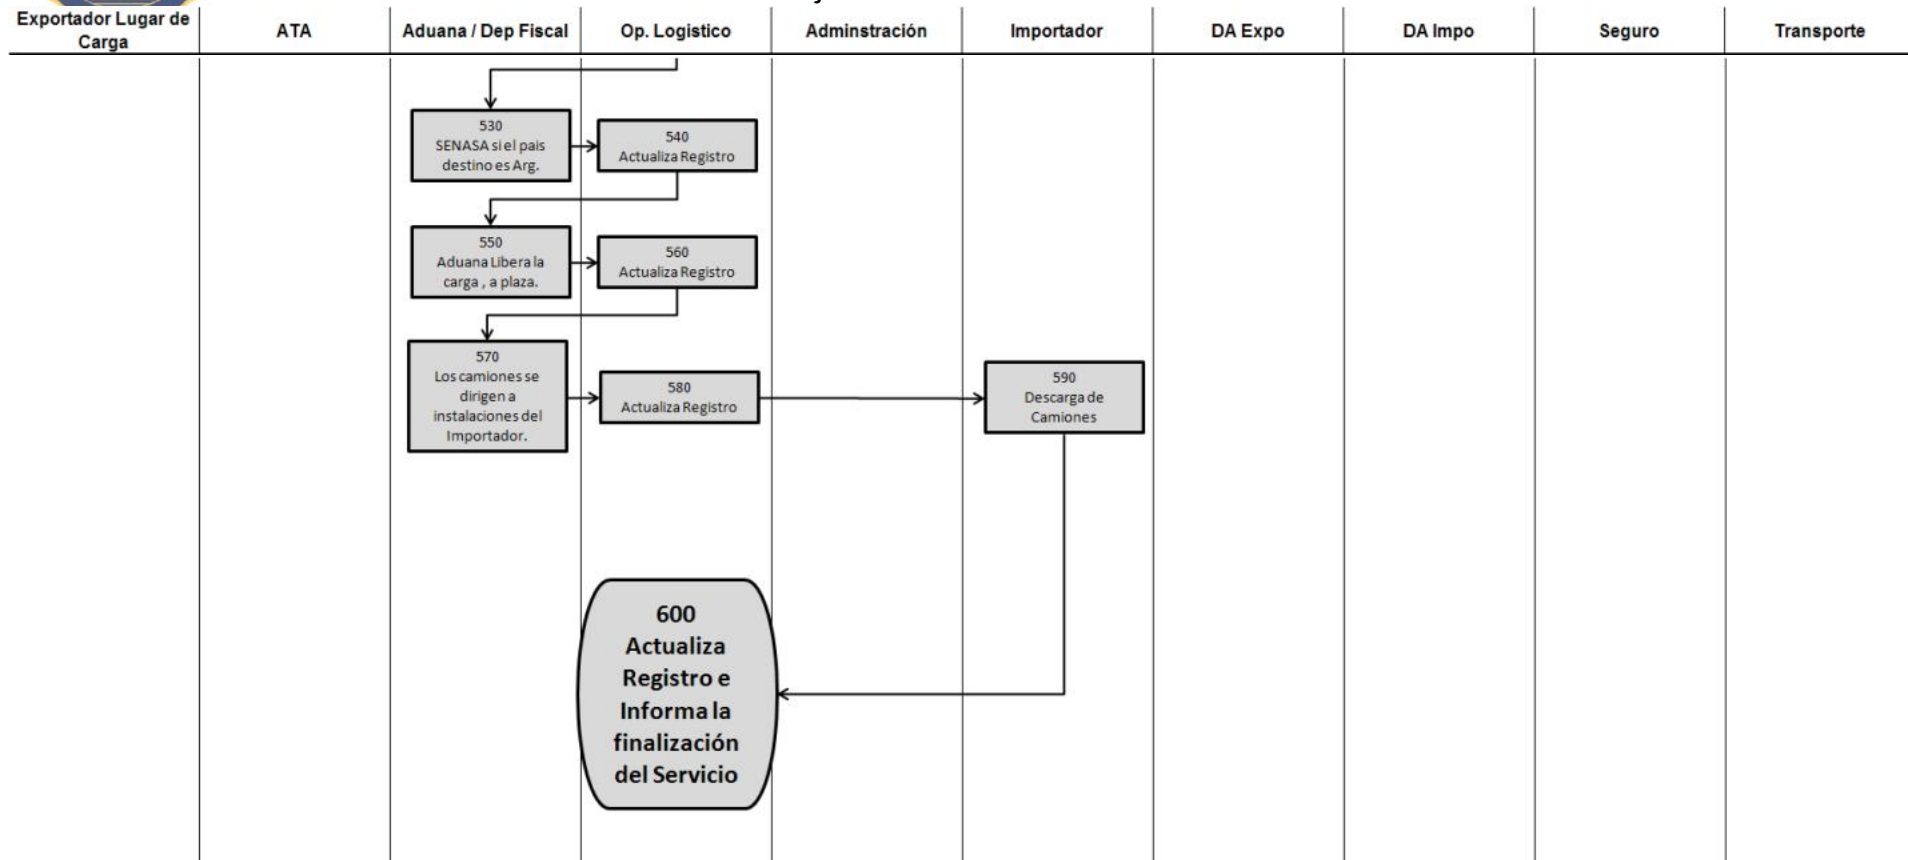 Exportador Lugar de
Carga
ATA
Aduana / Dep Fiscal
Op. Logistico
Adminstración
Importador
DA Expo
DA Impo
Seguro
Transporte
530
SENASA si el pais
destino es Arg.
540
Actualiza Registro
550
Aduana Libera la
carga , a plaza.
560
Actualiza Registro
570
Los camiones se
dirigen a
instalaciones del
Importador.
580
Actualiza Registro
590
Descarga de
Camiones
600
Actualiza
Registro e
Informa la
finalización
del Servicio